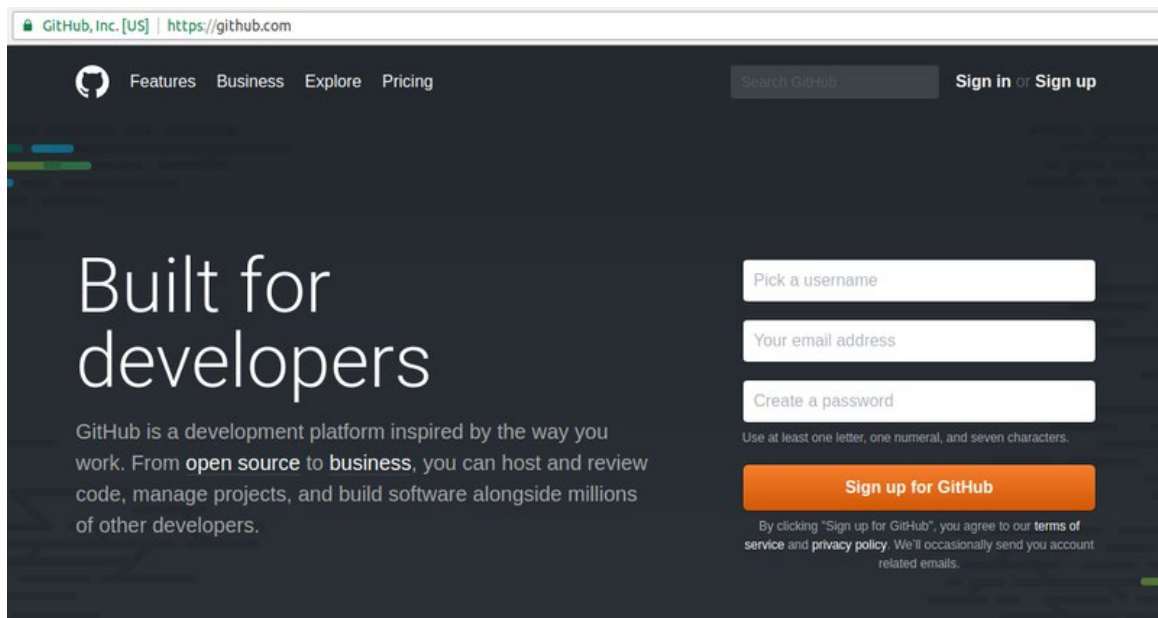 GitHub, Inc. [US] | https://github.com
Features Business Explore Pricing
Search GitHub
Sign in or Sign up
Built for
developers
GitHub is a development platform inspired by the way you
work. From open source to business, you can host and review
code, manage projects, and build software alongside millions
of other developers.
Pick a username
Your email address
Create a password
Use at least one letter, one numeral, and seven characters.
Sign up for GitHub
By clicking "Sign up for GitHub", you agree to our terms of
service and privacy policy. We'll occasionally send you account
related emails.